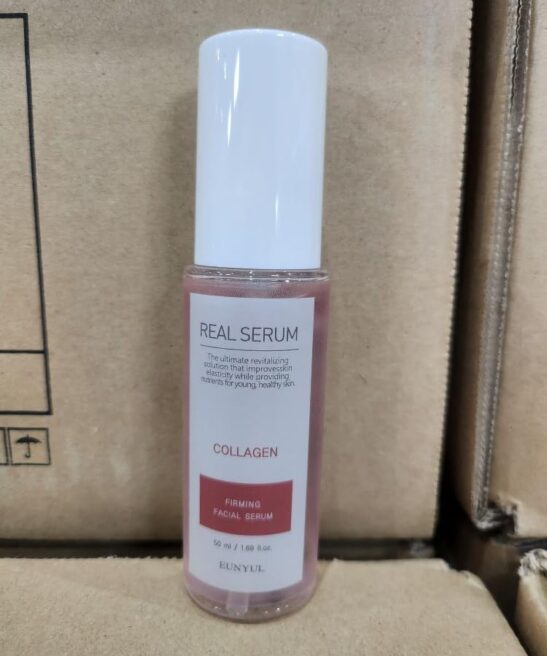 REAL SERUM
The ultimate revitalizing
solution that improvesskin
elasticity while providing
nutrients for young, healthy skin.
COLLAGEN
FIRMING
FACIAL SERUM
50 ml / 1.69 fl.oz.
EUNYUL